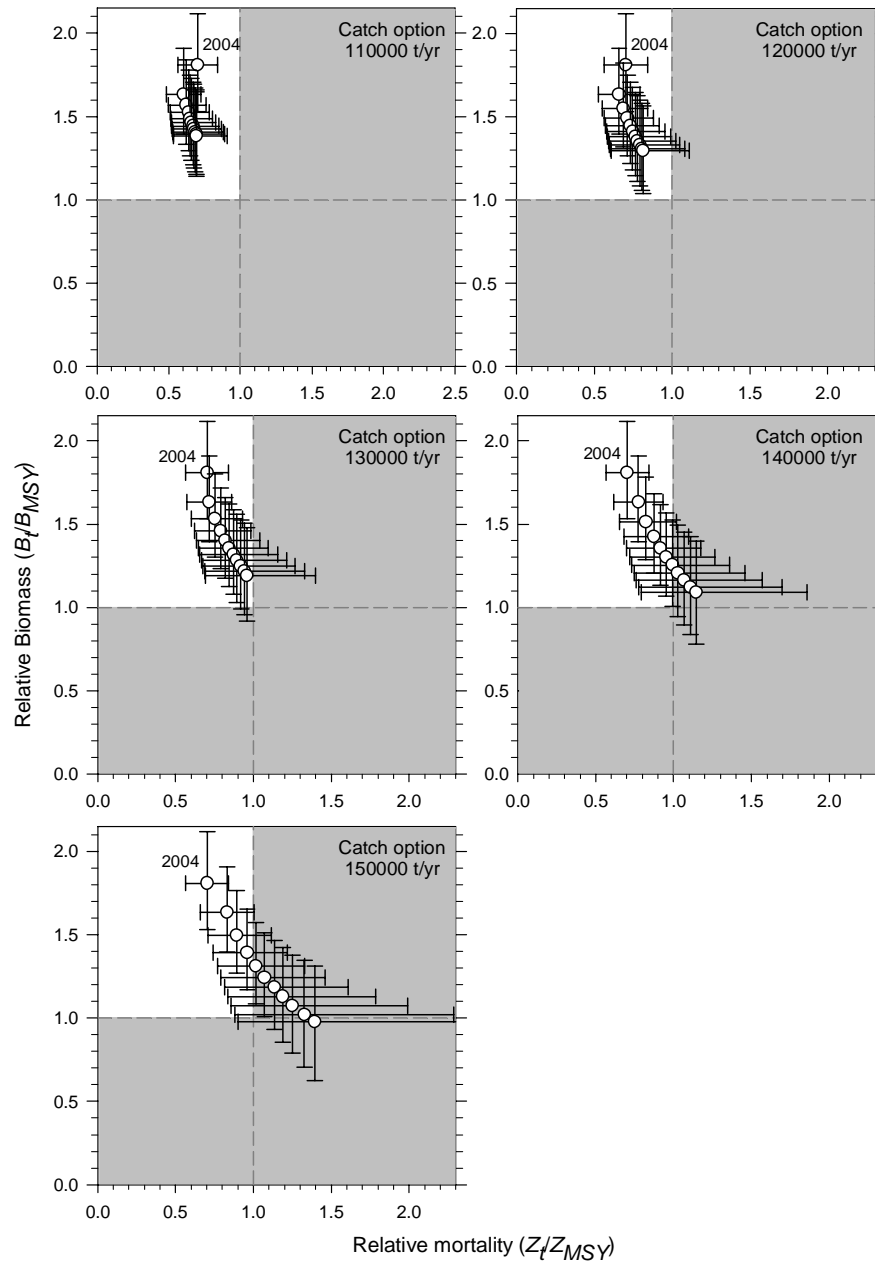 2004
Catch option
110000 t/yr
2.0
1.5
1.0
0.5
0.0
0.0 0.5 1.0 1.5 2.0 2.5
2004
Catch option
120000 t/yr
2.0
1.5
1.0
0.5
0.0
0.0 0.5 1.0 1.5 2.0
2004
Catch option
130000 t/yr
2.0
1.5
1.0
0.5
0.0
0.0 0.5 1.0 1.5 2.0
2004
Catch option
140000 t/yr
2.0
1.5
1.0
0.5
0.0
0.0 0.5 1.0 1.5 2.0
2004
Catch option
150000 t/yr
2.0
1.5
1.0
0.5
0.0
0.0 0.5 1.0 1.5 2.0
Relative Biomass (Bt/BMSY)
Relative mortality (Zt/ZMSY)